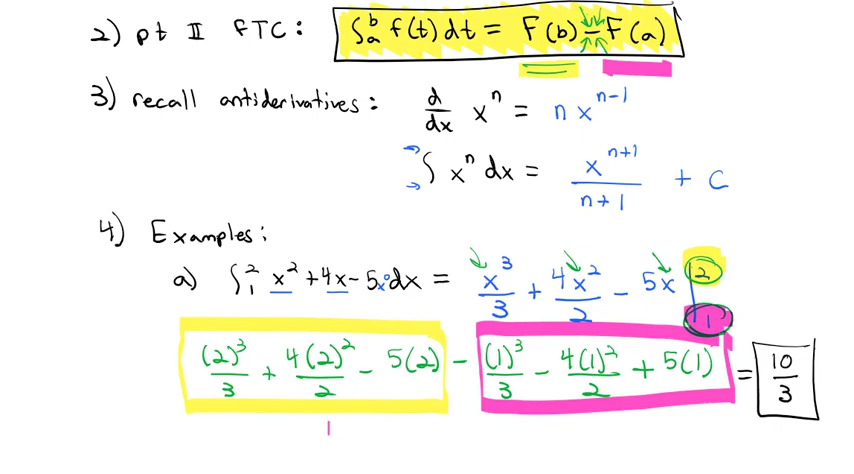 2) pt II FTC: ∫ₐᵇ f(t) dt = F(b) − F(a)
3) recall antiderivatives: d/dx xⁿ = n xⁿ⁻¹
∫ xⁿ dx = xⁿ⁺¹/(n+1) + C
4) Examples:
a) ∫₁² x² + 4x − 5x⁰ dx = x³/3 + 4x²/2 − 5x |₁²
(2)³/3 + 4(2)²/2 − 5(2) − (1)³/3 − 4(1)²/2 + 5(1) = 10/3